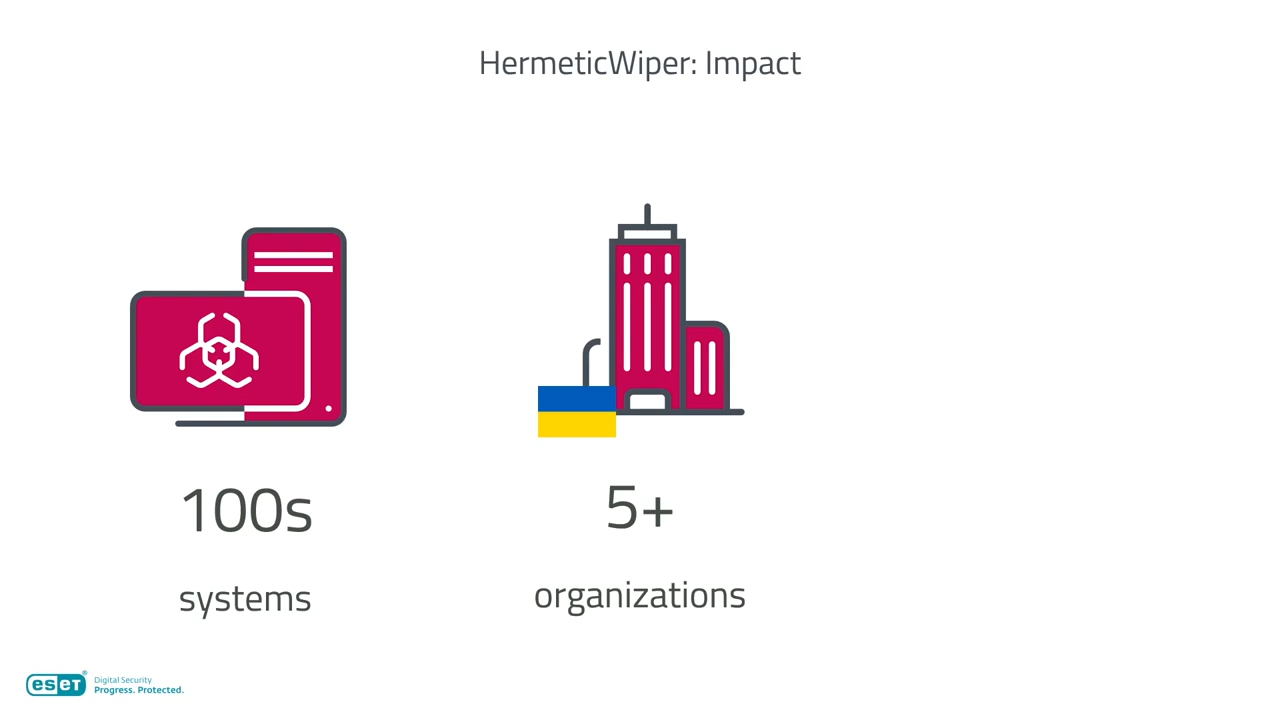 HermeticWiper: Impact
100s
5+
systems
organizations
eset®
Digital Security
Progress. Protected.